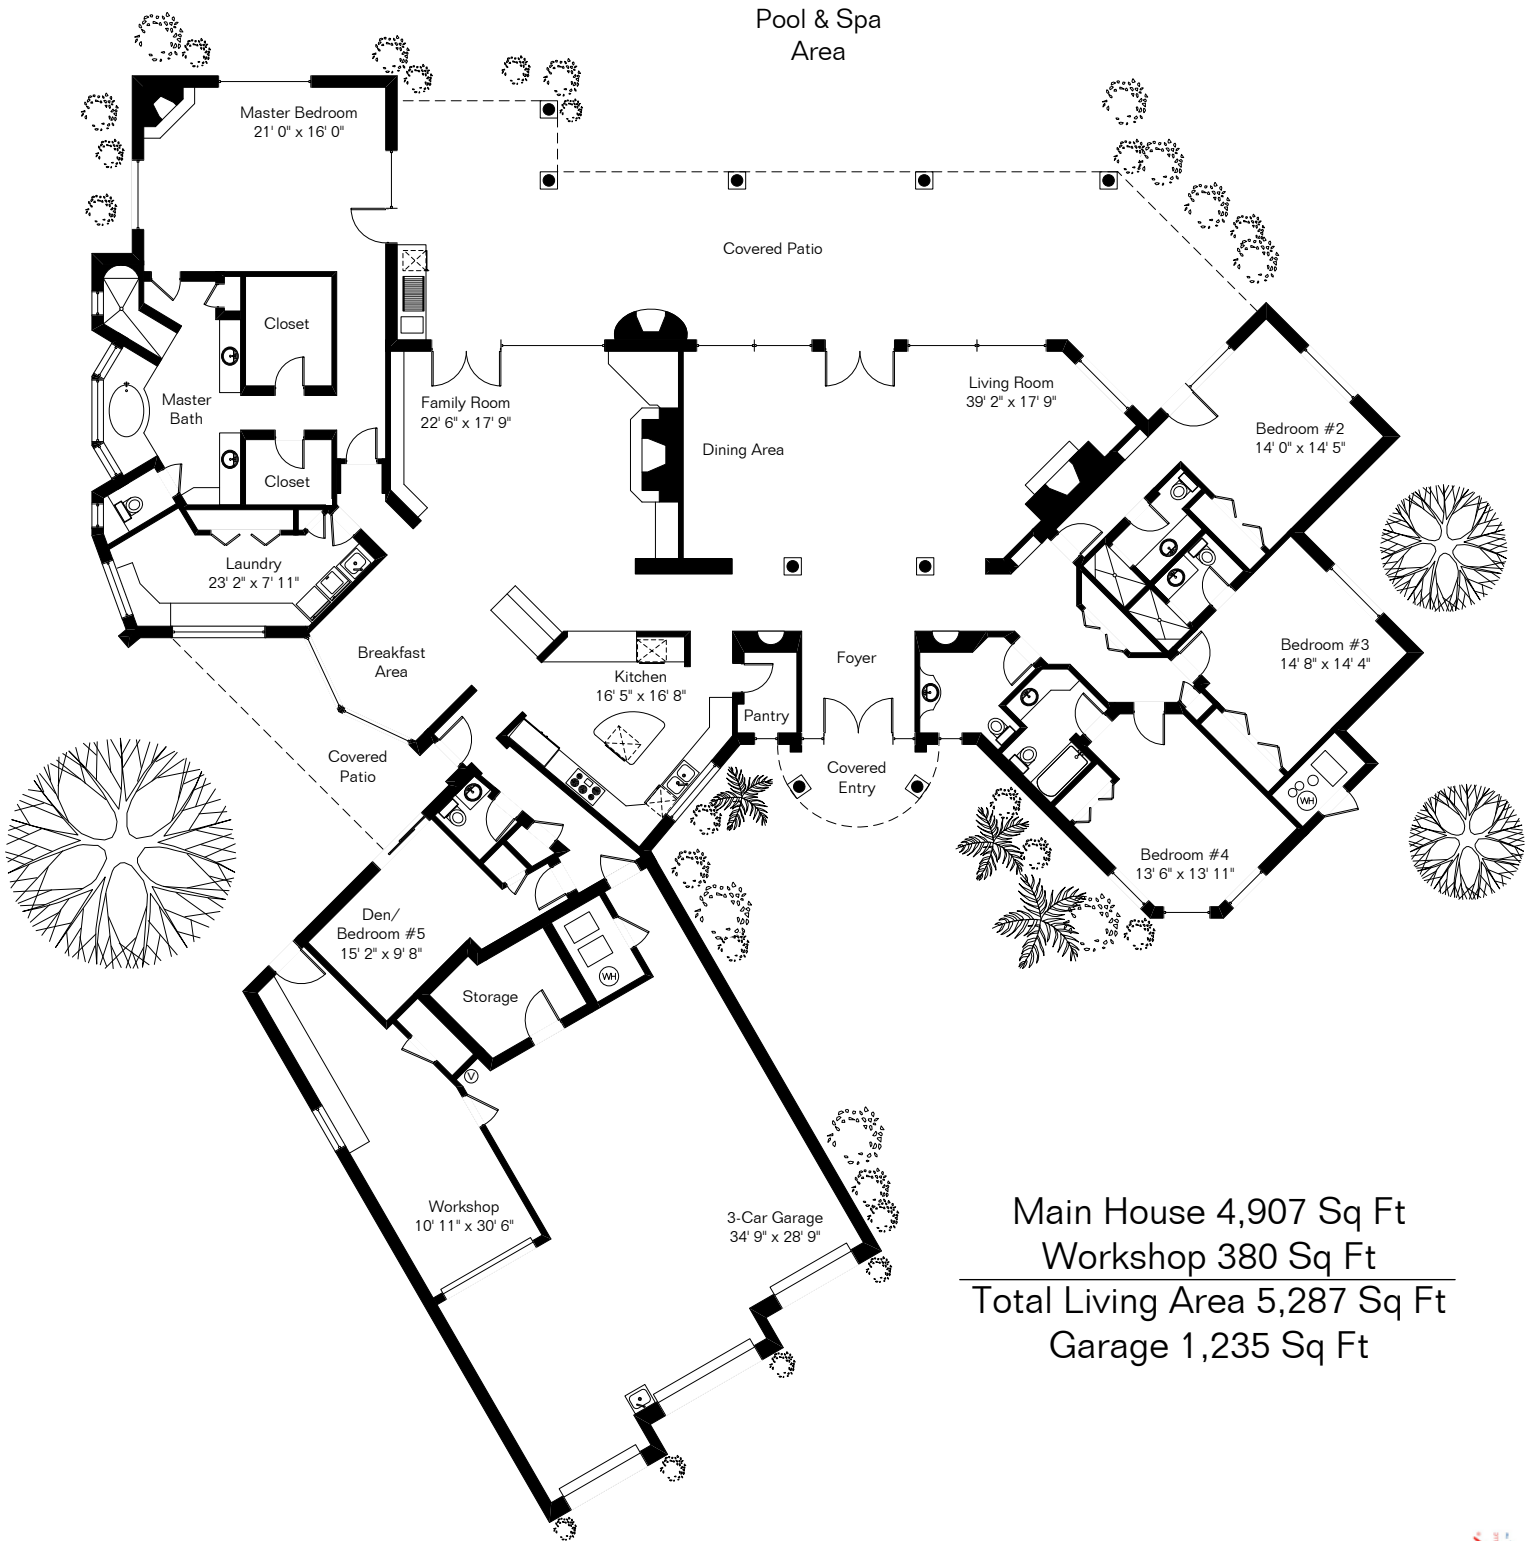 Pool & Spa
Area
Master Bedroom
21' 0" x 16' 0"
Covered Patio
Closet
Master
Bath
Family Room
22' 6" x 17' 9"
Living Room
39' 2" x 17' 9"
Dining Area
Bedroom #2
14' 0" x 14' 5"
Closet
Laundry
23' 2" x 7' 11"
Breakfast
Area
Kitchen
16' 5" x 16' 8"
Foyer
Bedroom #3
14' 8" x 14' 4"
Pantry
Covered
Patio
Covered
Entry
WH
Bedroom #4
13' 6" x 13' 11"
Den/
Bedroom #5
15' 2" x 9' 8"
WH
Storage
V
Workshop
10' 11" x 30' 6"
3-Car Garage
34' 9" x 28' 9"
Main House 4,907 Sq Ft
Workshop 380 Sq Ft
Total Living Area 5,287 Sq Ft
Garage 1,235 Sq Ft